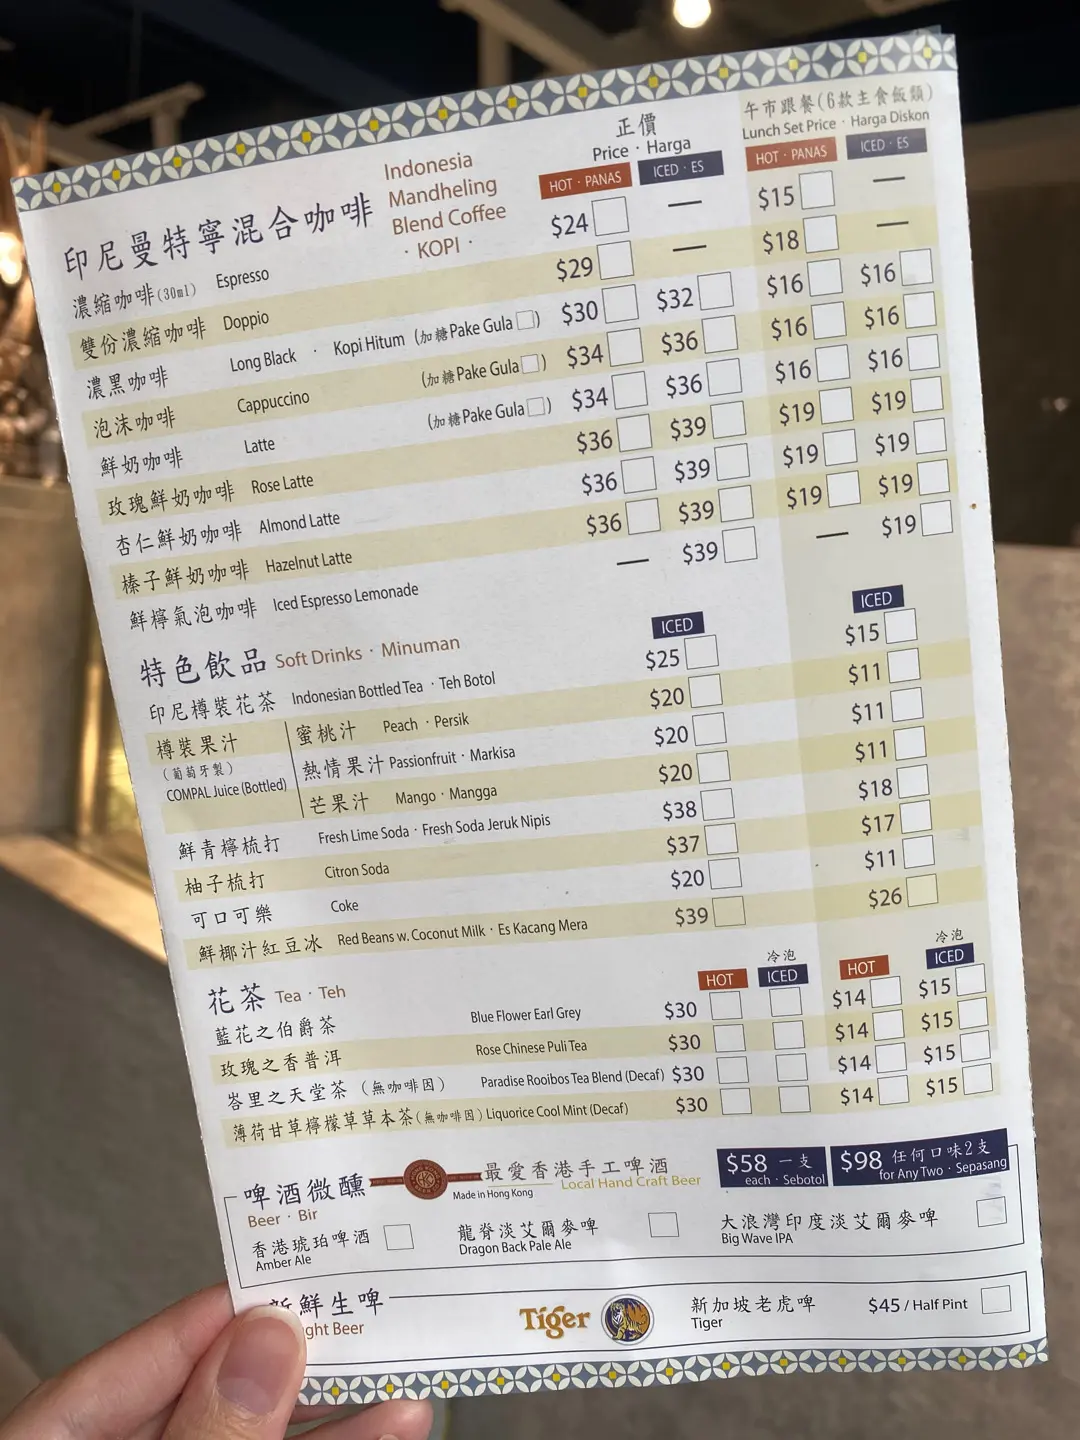 印尼曼特寧混合咖啡 Indonesia Mandheling Blend Coffee · KOPI ·
正價 Price · Harga
HOT · PANAS ICED · ES
午市跟餐(6款主食飯類)
Lunch Set Price · Harga Diskon
HOT · PANAS ICED · ES
濃縮咖啡(30ml) Espresso $24 — $15 —
雙份濃縮咖啡 Doppio $29 — $18 —
濃黑咖啡 Long Black · Kopi Hitum (加糖Pake Gula) $30 $32 $16 $16
泡沫咖啡 Cappuccino (加糖Pake Gula) $34 $36 $16 $16
鮮奶咖啡 Latte (加糖Pake Gula) $34 $36 $16 $16
玫瑰鮮奶咖啡 Rose Latte $36 $39 $19 $19
杏仁鮮奶咖啡 Almond Latte $36 $39 $19 $19
榛子鮮奶咖啡 Hazelnut Latte $36 $39 $19 $19
鮮檸氣泡咖啡 Iced Espresso Lemonade — $39 — $19
特色飲品 Soft Drinks · Minuman ICED ICED
印尼樽裝花茶 Indonesian Bottled Tea · Teh Botol $25 $15
樽裝果汁
(葡萄牙製)
COMPAL Juice (Bottled)
蜜桃汁 Peach · Persik $20 $11
熱情果汁 Passionfruit · Markisa $20 $11
芒果汁 Mango · Mangga $20 $11
鮮青檸梳打 Fresh Lime Soda · Fresh Soda Jeruk Nipis $38 $18
柚子梳打 Citron Soda $37 $17
可口可樂 Coke $20 $11
鮮椰汁紅豆冰 Red Beans w. Coconut Milk · Es Kacang Mera $39 $26
花茶 Tea · Teh HOT 冷泡 ICED HOT 冷泡 ICED
藍花之伯爵茶 Blue Flower Earl Grey $30 $14 $15
玫瑰之香普洱 Rose Chinese Puli Tea $30 $14 $15
峇里之天堂茶 (無咖啡因) Paradise Rooibos Tea Blend (Decaf) $30 $14 $15
薄荷甘草檸檬草草本茶(無咖啡因) Liquorice Cool Mint (Decaf) $30 $14 $15
啤酒微醺
Beer · Bir
最愛香港手工啤酒
Made in Hong Kong Local Hand Craft Beer
$58 一支
each · Sebotol
$98 任何口味2支
for Any Two · Sepasang
香港琥珀啤酒
Amber Ale
龍脊淡艾爾麥啤
Dragon Back Pale Ale
大浪灣印度淡艾爾麥啤
Big Wave IPA
新鮮生啤
ght Beer
Tiger
新加坡老虎啤
Tiger
$45 / Half Pint